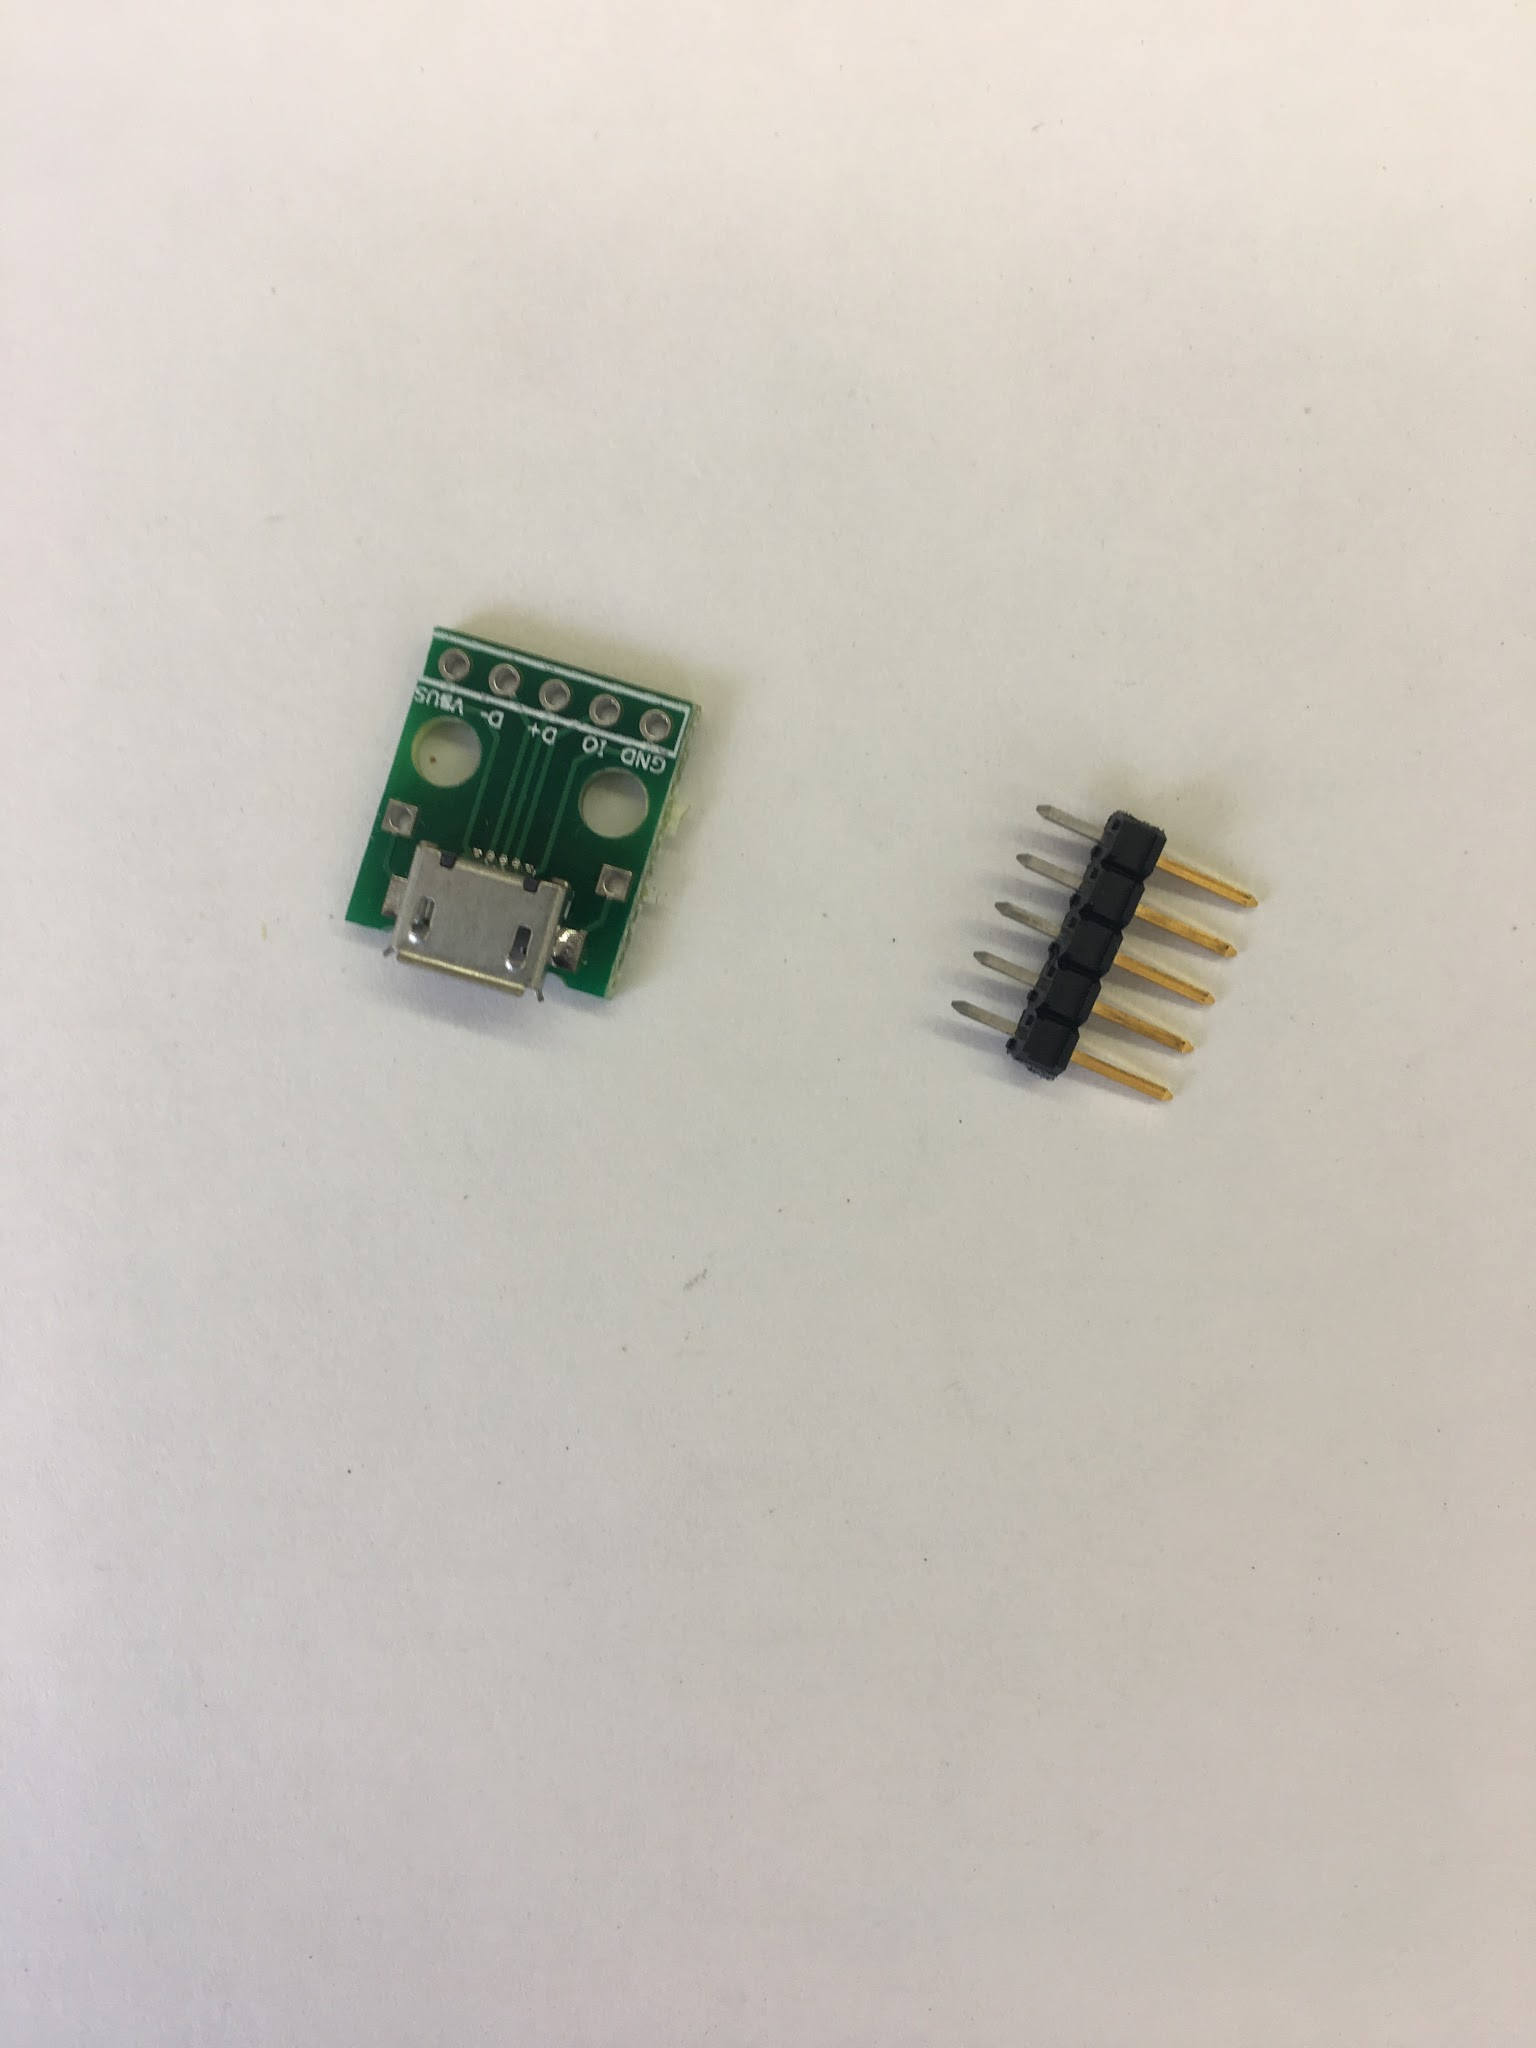 GND IO D+ D- VBUS